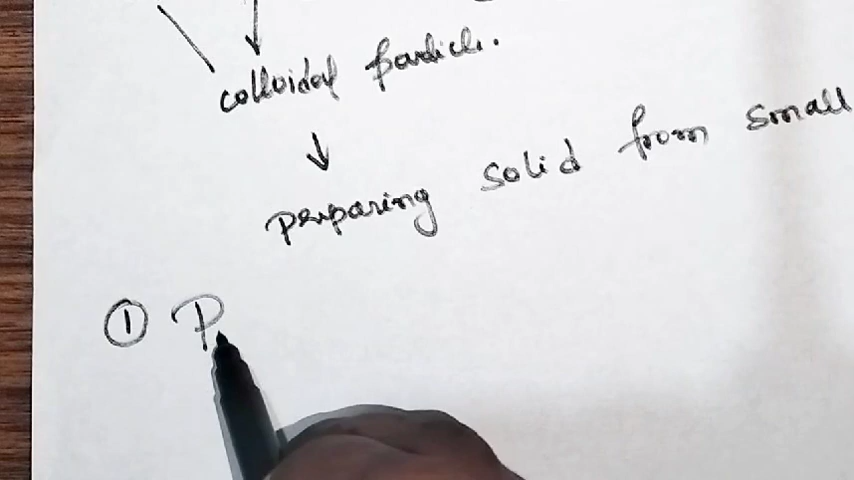 colloidal particle.
preparing solid from small
① P